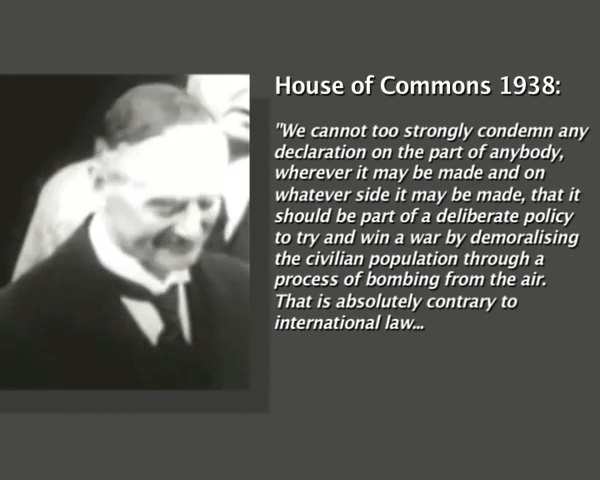 House of Commons 1938:
"We cannot too strongly condemn any
declaration on the part of anybody,
wherever it may be made and on
whatever side it may be made, that it
should be part of a deliberate policy
to try and win a war by demoralising
the civilian population through a
process of bombing from the air.
That is absolutely contrary to
international law...